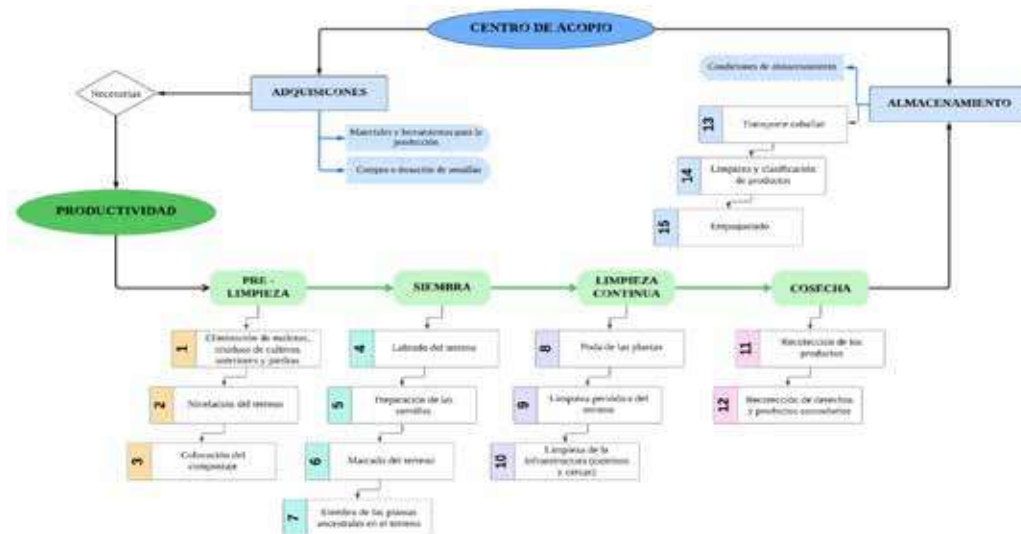 CENTRO DE ACOPIO
Condiciones de almacenamiento
ADQUISICONES
Necesarias
ALMACENAMIENTO
Materiales y herramientas para la
producción
Compra o donación de semillas
13
Transporte caballar
14
Limpieza y clasificación
de productos
15
Empaquetado
PRODUCTIVIDAD
PRE -
LIMPIEZA
SIEMBRA
LIMPIEZA
CONTINUA
COSECHA
1
Eliminación de malezas,
residuos de cultivos
anteriores y piedras
4
Labrado del terreno
8
Poda de las plantas
11
Recolección de los
productos
2
Nivelación del terreno
5
Preparación de las
semillas
9
Limpieza periódica del
terreno
12
Recolección de desechos
y productos secundarios
3
Colocación del
compostaje
6
Marcado del terreno
10
Limpieza de la
infraestructura (caminos
y cercas)
7
Siembra de las plantas
ancestrales en el terreno